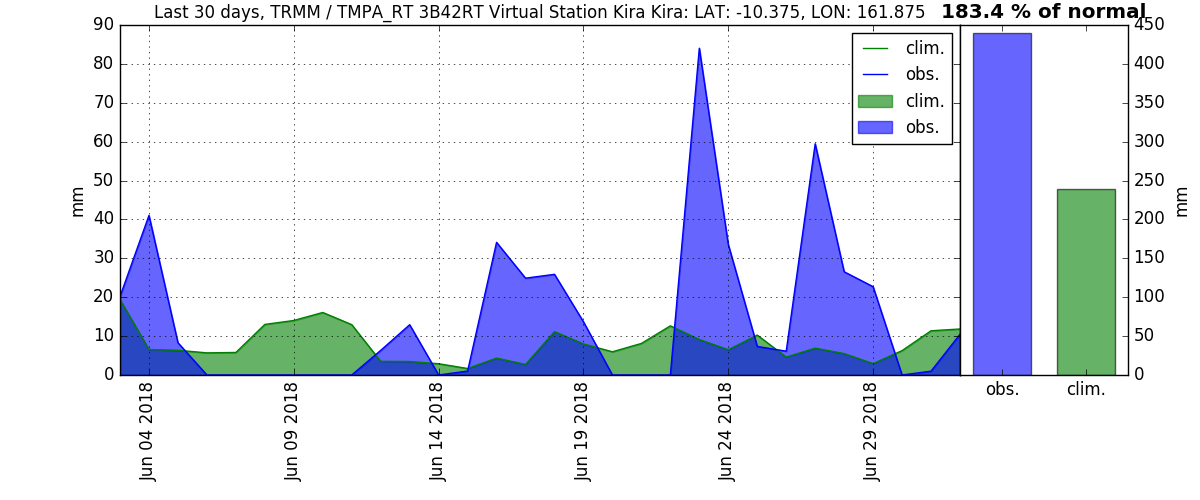 Last 30 days, TRMM / TMPA_RT 3B42RT Virtual Station Kira Kira: LAT: -10.375, LON: 161.875
183.4 % of normal
90
80
70
60
50
40
30
20
10
0
mm
clim.
obs.
clim.
obs.
Jun 04 2018
Jun 09 2018
Jun 14 2018
Jun 19 2018
Jun 24 2018
Jun 29 2018
450
400
350
300
250
200
150
100
50
0
mm
obs.
clim.